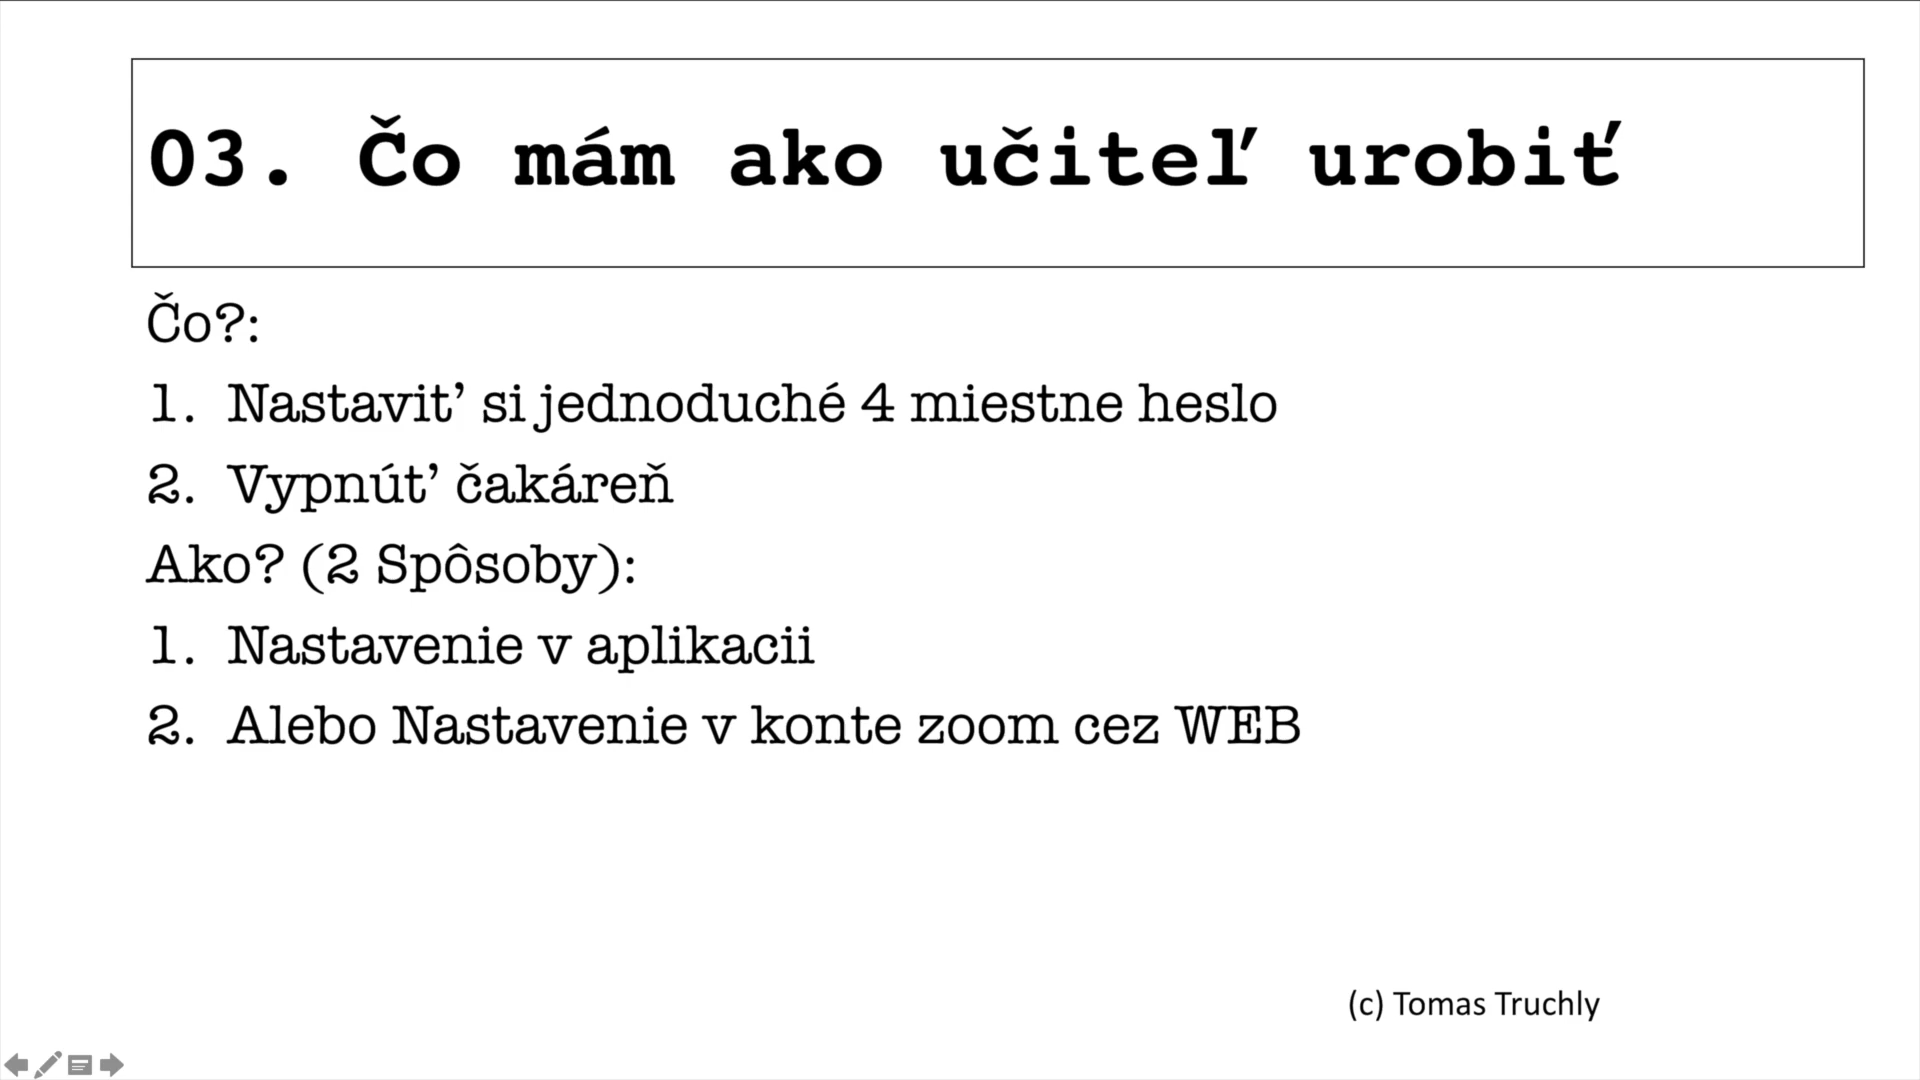 03. Čo mám ako učiteľ urobiť
Čo?:
1. Nastaviť si jednoduché 4 miestne heslo
2. Vypnúť čakáreň
Ako? (2 Spôsoby):
1. Nastavenie v aplikacii
2. Alebo Nastavenie v konte zoom cez WEB
(c) Tomas Truchly